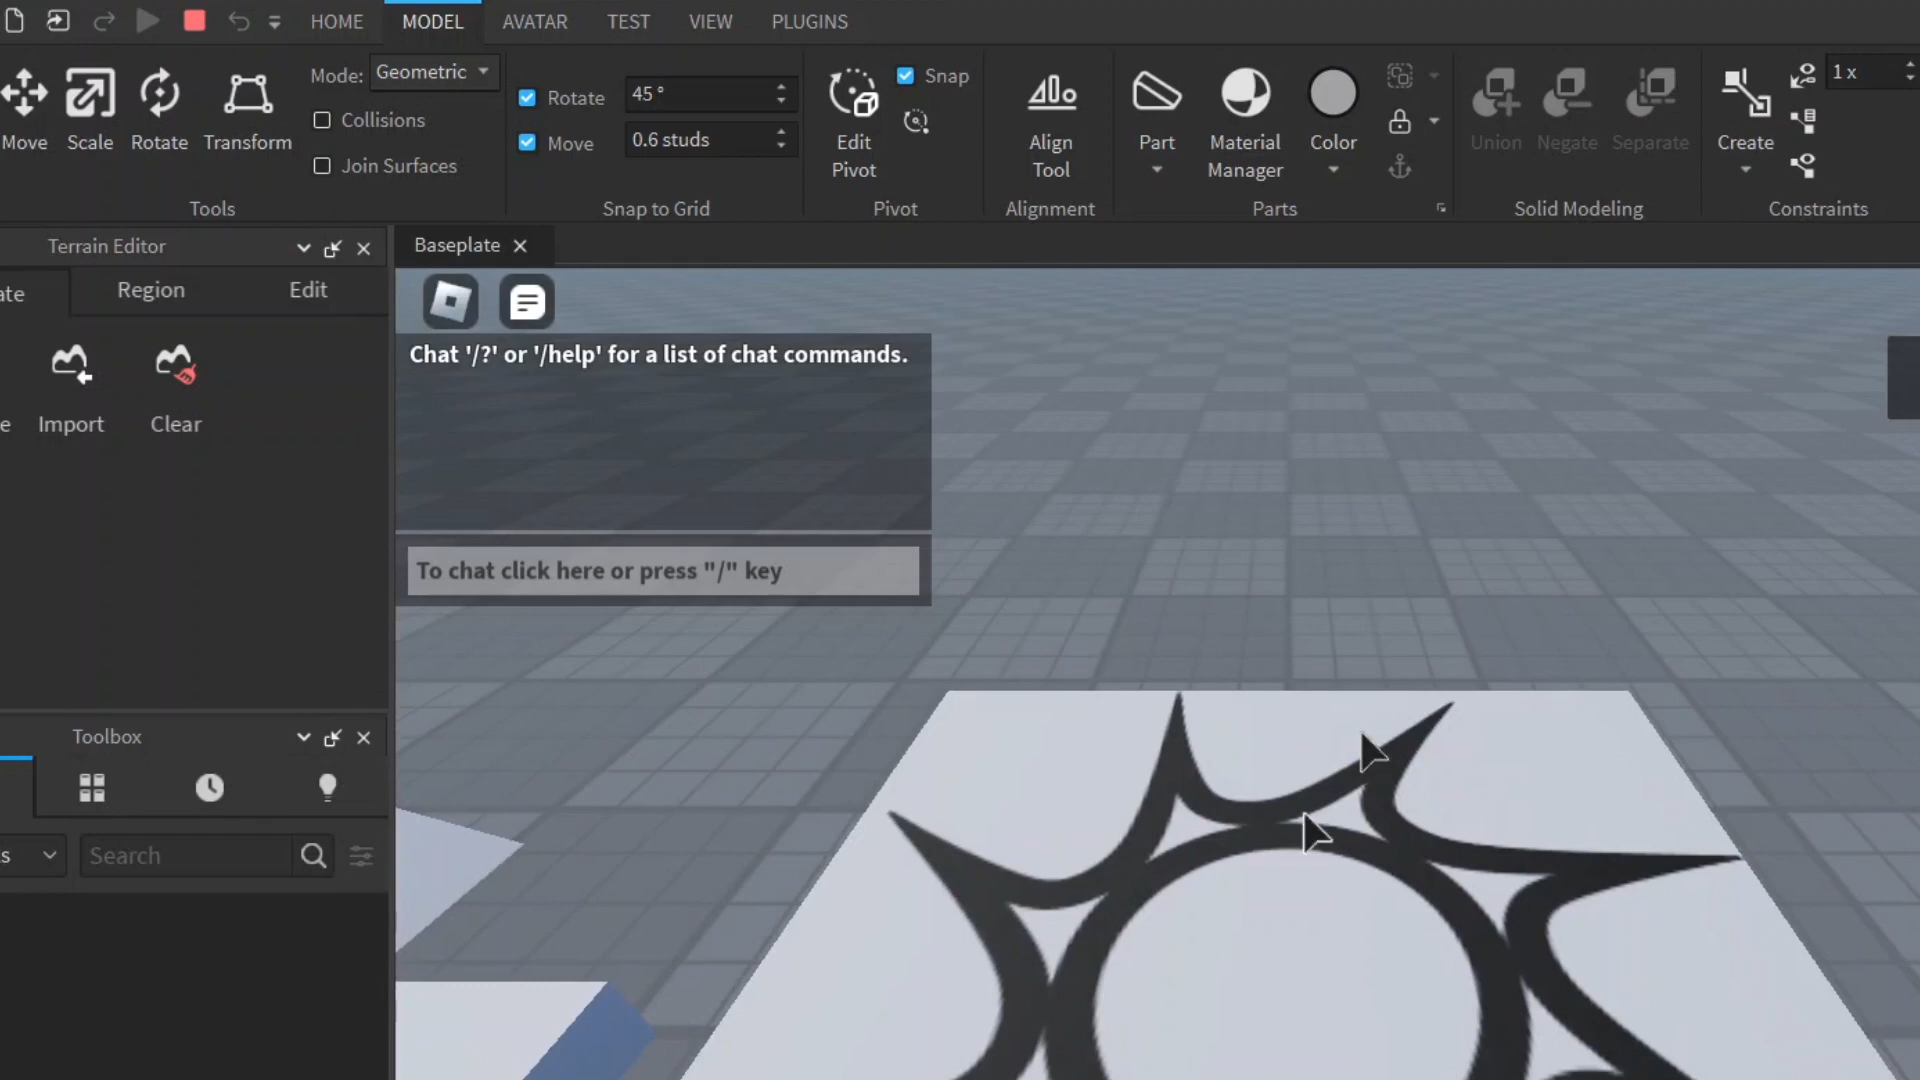 HOME MODEL AVATAR TEST VIEW PLUGINS
Move Scale Rotate Transform
Mode: Geometric
Collisions
Join Surfaces
Tools
Rotate 45 °
Move 0.6 studs
Snap to Grid
Edit
Pivot
Snap
Pivot
Align
Tool
Alignment
Part
Material
Manager
Color
Parts
Union Negate Separate
Solid Modeling
Create
1 x
Constraints
Terrain Editor
ate Region Edit
e Import Clear
Baseplate
Chat '/?' or '/help' for a list of chat commands.
To chat click here or press "/" key
Toolbox
s Search